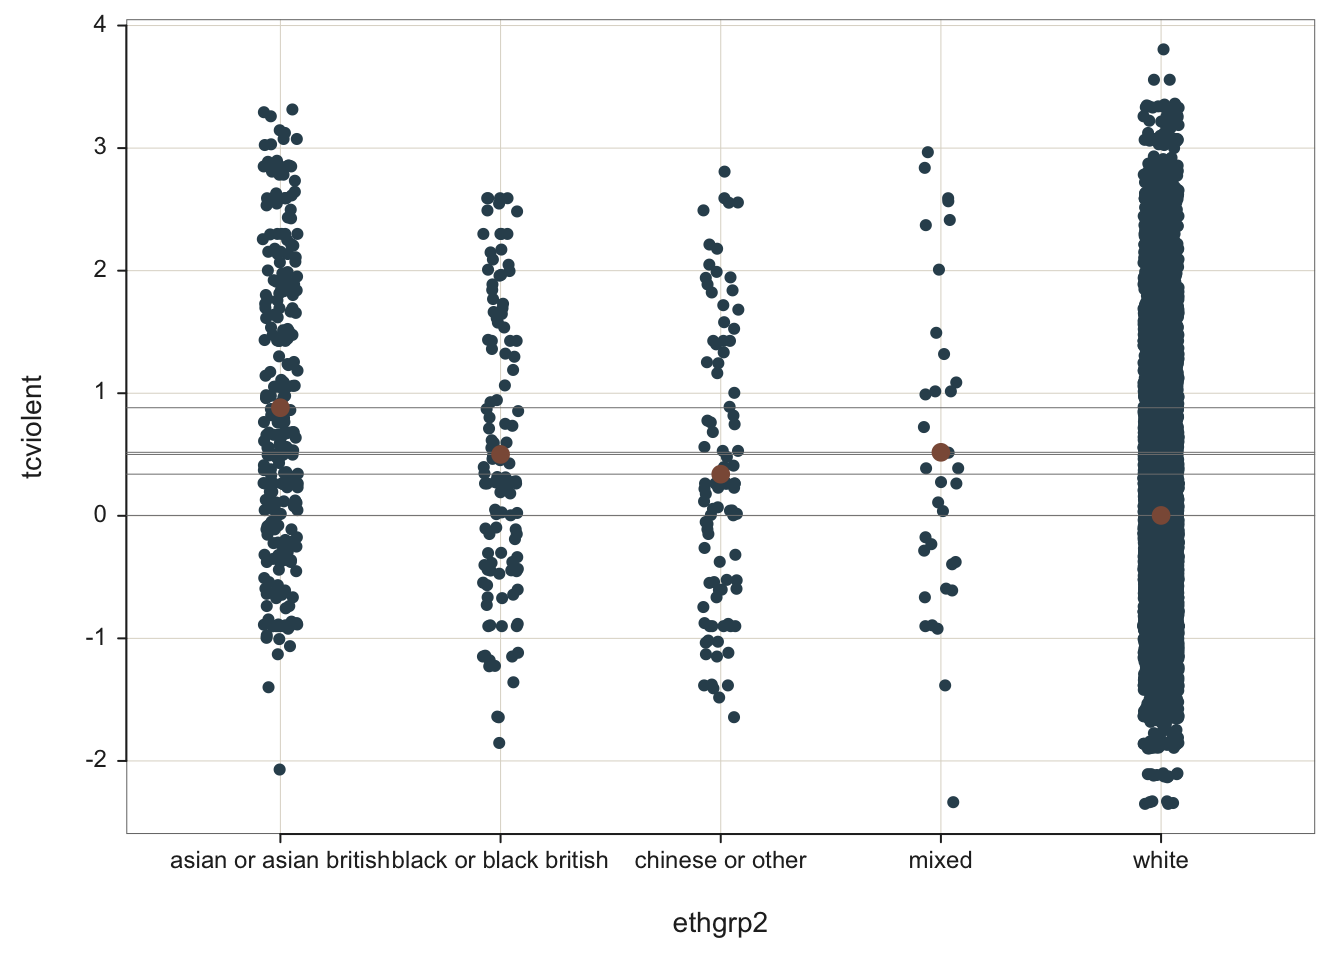 4
3
2
1
0
-1
-2
tcviolent
asian or asian british
black or black british
chinese or other
mixed
white
ethgrp2